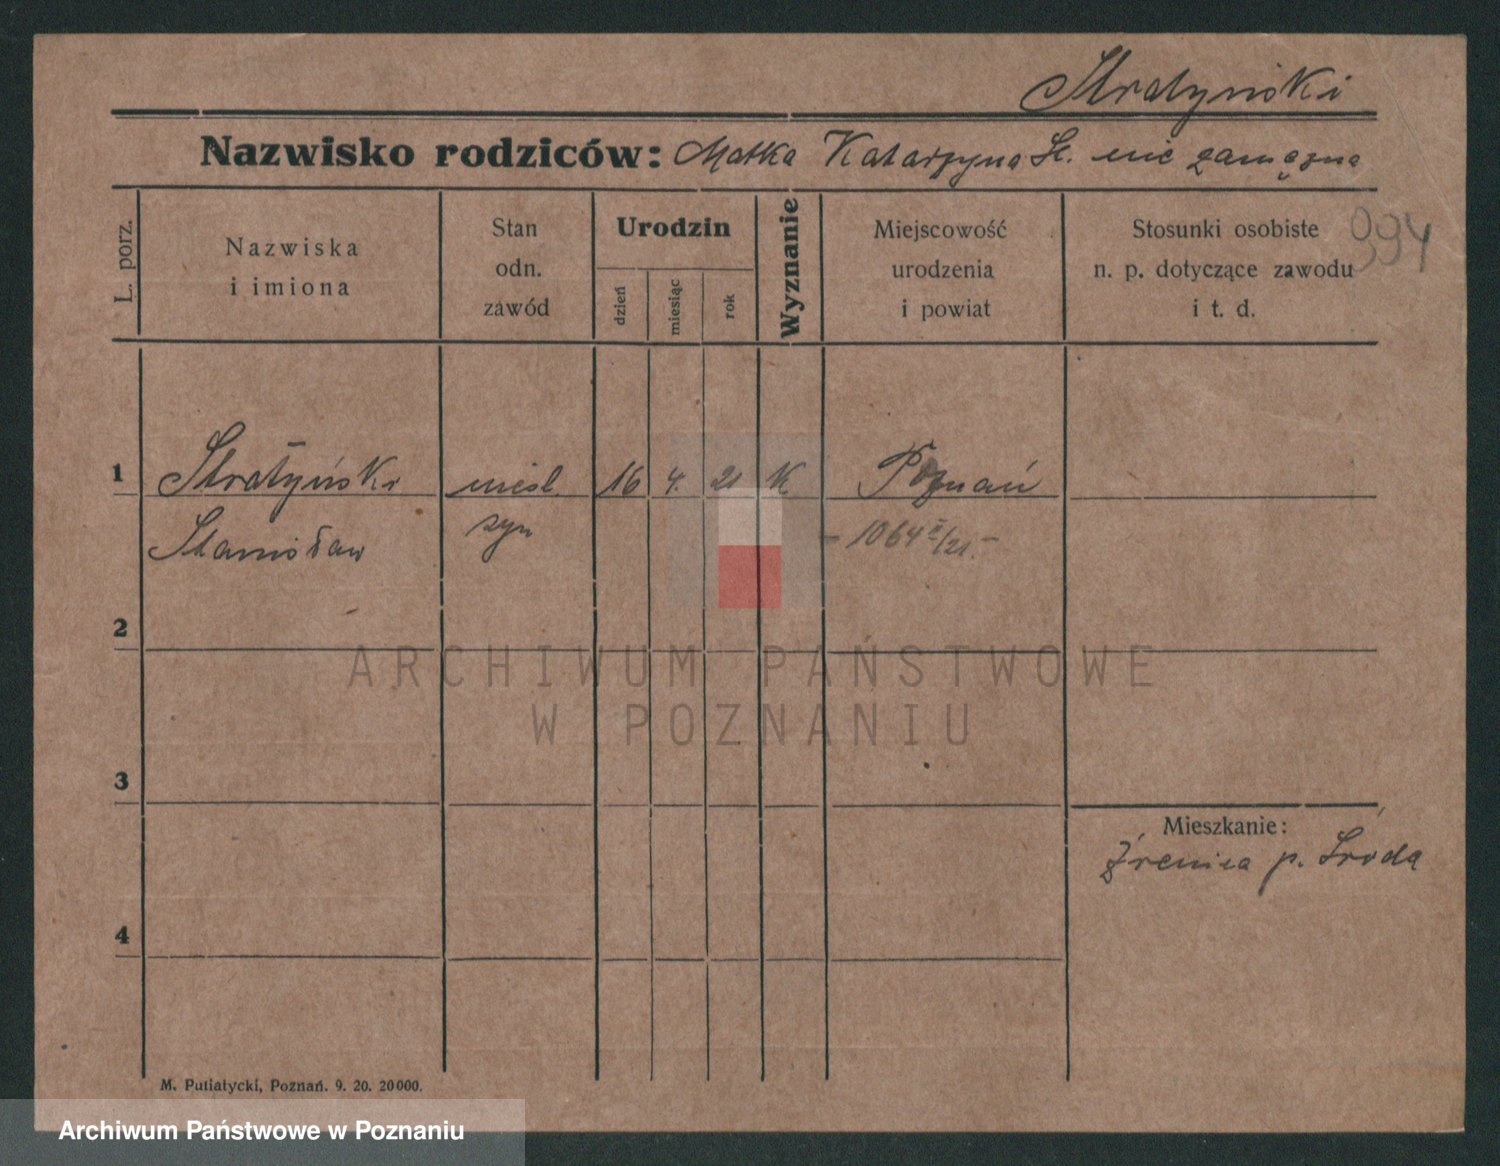 Stratyński
Nazwisko rodziców: Matka Katarzyna St. nie zamężna
L. porz.
Nazwiska
i imiona
Stan
odn.
zawód
Urodzin
dzień
miesiąc
rok
Wyznanie
Miejscowość
urodzenia
i powiat
Stosunki osobiste
n. p. dotyczące zawodu
i t. d.
994
1 Stratyński nieśl 16 4. 21 K Poznań
Stanisław syn - 1064 II/21.-
2
3
4
Mieszkanie:
Źrenica p. Środa
M. Putiatycki, Poznań. 9. 20. 20000.
ARCHIWUM PAŃSTWOWE
W POZNANIU
Archiwum Państwowe w Poznaniu